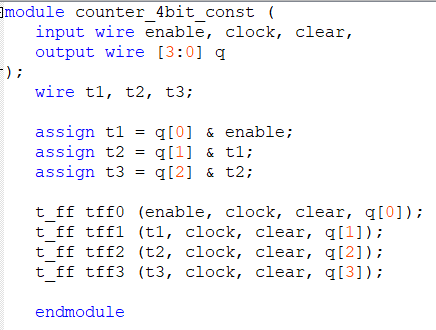 module counter_4bit_const (
input wire enable, clock, clear,
output wire [3:0] q
);
wire t1, t2, t3;
assign t1 = q[0] & enable;
assign t2 = q[1] & t1;
assign t3 = q[2] & t2;
t_ff tff0 (enable, clock, clear, q[0]);
t_ff tff1 (t1, clock, clear, q[1]);
t_ff tff2 (t2, clock, clear, q[2]);
t_ff tff3 (t3, clock, clear, q[3]);
endmodule